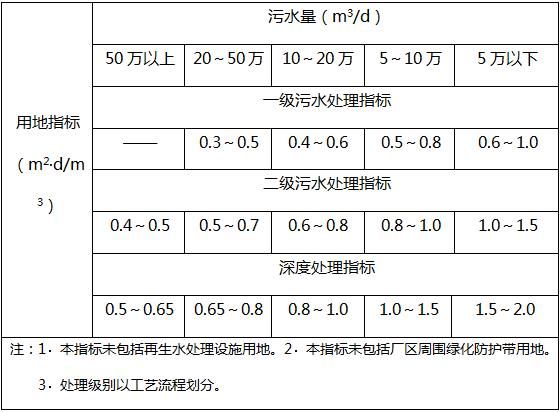 污水量（m³/d）
50万以上 20～50万 10～20万 5～10万 5万以下
一级污水处理指标
用地指标
（m²·d/m
³）
—— 0.3～0.5 0.4～0.6 0.5～0.8 0.6～1.0
二级污水处理指标
0.4～0.5 0.5～0.7 0.6～0.8 0.8～1.0 1.0～1.5
深度处理指标
0.5～0.65 0.65～0.8 0.8～1.0 1.0～1.5 1.5～2.0
注：1．本指标未包括再生水处理设施用地。2．本指标未包括厂区周围绿化防护带用地。
3．处理级别以工艺流程划分。